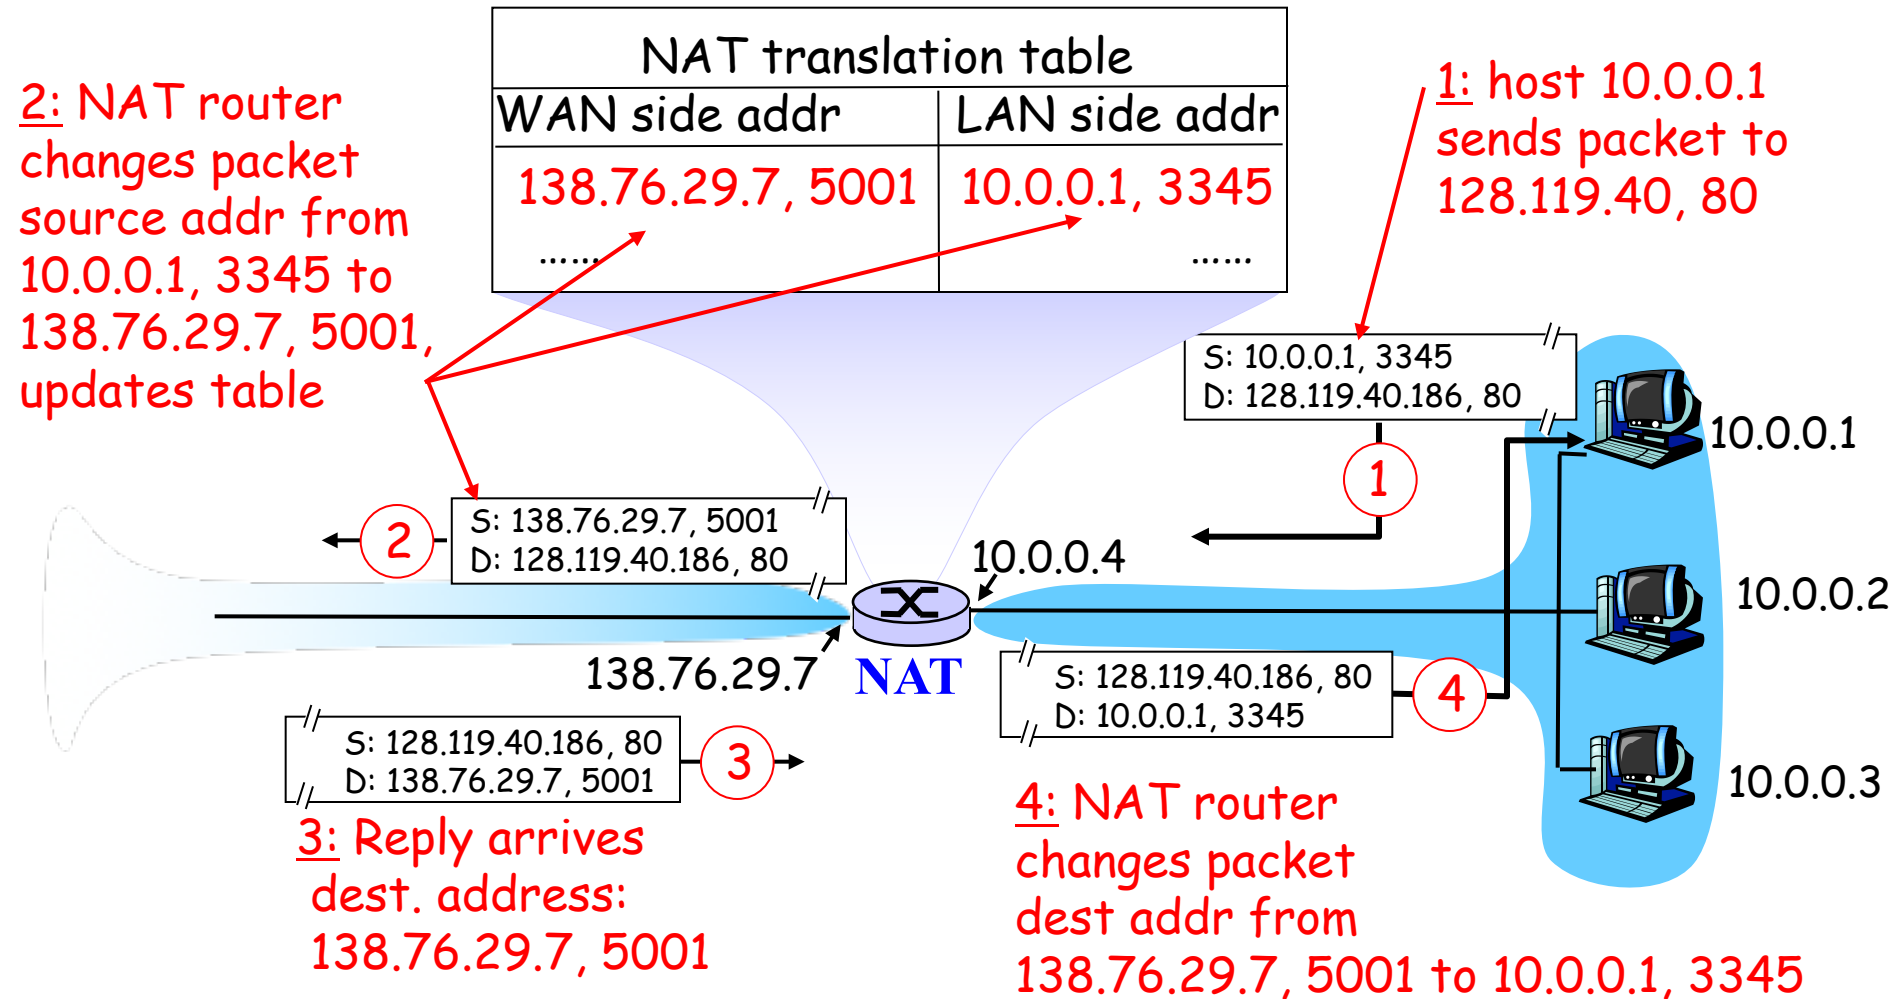 NAT translation table
WAN side addr
LAN side addr
138.76.29.7, 5001
10.0.0.1, 3345
......
......
2: NAT router
changes packet
source addr from
10.0.0.1, 3345 to
138.76.29.7, 5001,
updates table
1: host 10.0.0.1
sends packet to
128.119.40, 80
S: 10.0.0.1, 3345
D: 128.119.40.186, 80
1
10.0.0.1
2
S: 138.76.29.7, 5001
D: 128.119.40.186, 80
10.0.0.4
10.0.0.2
138.76.29.7
NAT
S: 128.119.40.186, 80
D: 10.0.0.1, 3345
4
S: 128.119.40.186, 80
D: 138.76.29.7, 5001
3
10.0.0.3
3: Reply arrives
dest. address:
138.76.29.7, 5001
4: NAT router
changes packet
dest addr from
138.76.29.7, 5001 to 10.0.0.1, 3345